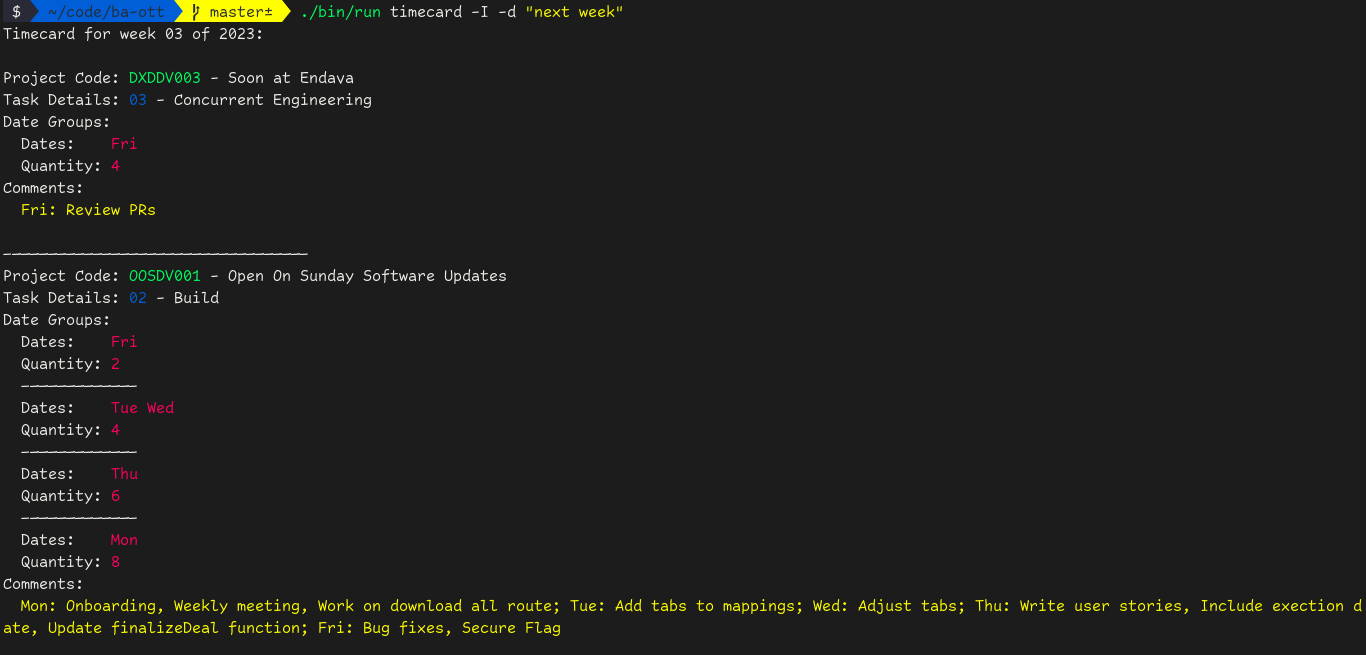 $ ~/code/ba-ott master± ./bin/run timecard -I -d "next week"
Timecard for week 03 of 2023:
Project Code: DXDDV003 - Soon at Endava
Task Details: 03 - Concurrent Engineering
Date Groups:
Dates: Fri
Quantity: 4
Comments:
Fri: Review PRs
----------------------------------
Project Code: OOSDV001 - Open On Sunday Software Updates
Task Details: 02 - Build
Date Groups:
Dates: Fri
Quantity: 2
-------------
Dates: Tue Wed
Quantity: 4
-------------
Dates: Thu
Quantity: 6
-------------
Dates: Mon
Quantity: 8
Comments:
Mon: Onboarding, Weekly meeting, Work on download all route; Tue: Add tabs to mappings; Wed: Adjust tabs; Thu: Write user stories, Include exection d
ate, Update finalizeDeal function; Fri: Bug fixes, Secure Flag